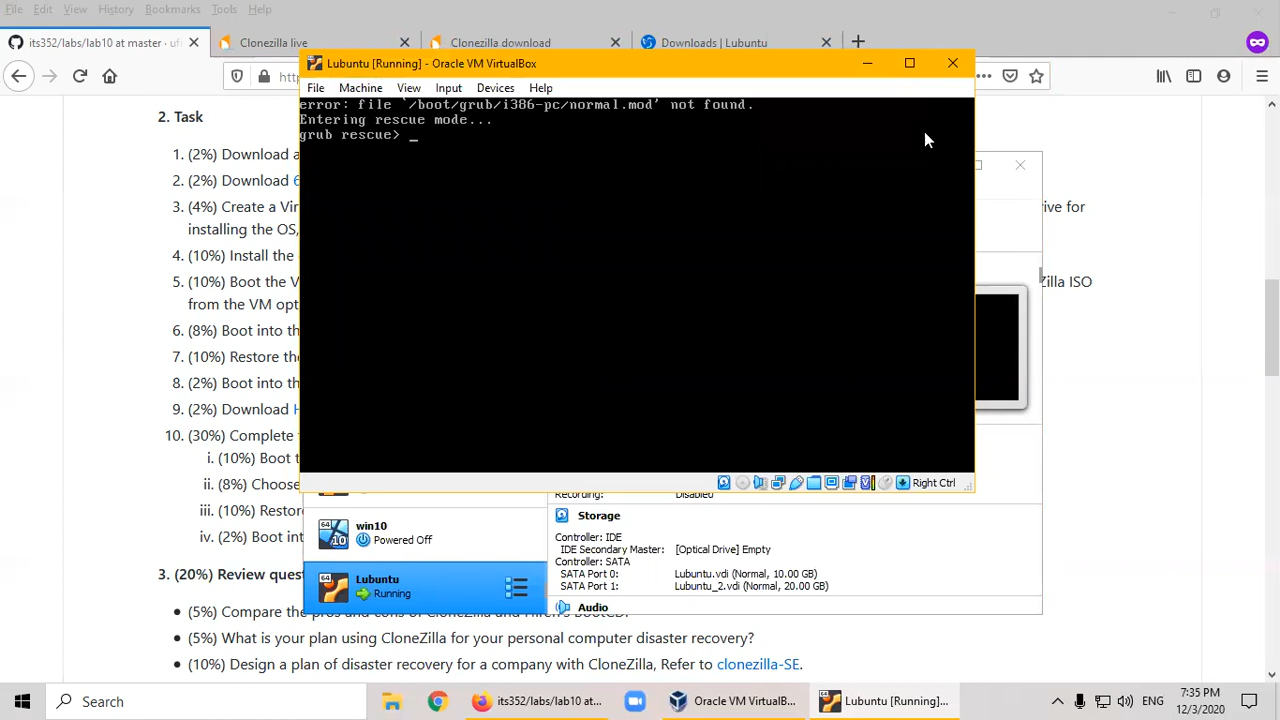 File Edit View History Bookmarks Tools Help
its352/labs/lab10 at master · uf
Clonezilla live
Clonezilla download
Downloads | Lubuntu
Lubuntu [Running] - Oracle VM VirtualBox
File Machine View Input Devices Help
error: file `/boot/grub/i386-pc/normal.mod' not found.
Entering rescue mode...
grub rescue> _
Right Ctrl
2. Task
1. (2%) Download a
2. (2%) Download 6
3. (4%) Create a Vir
rive for
installing the OS,
4. (10%) Install the
5. (10%) Boot the V
Zilla ISO
from the VM opt
6. (8%) Boot into th
7. (10%) Restore the
8. (2%) Boot into th
9. (2%) Download H
10. (30%) Complete t
i. (10%) Boot t
ii. (8%) Choose
iii. (10%) Restor
iv. (2%) Boot int
Recording: Disabled
win10
Powered Off
Lubuntu
Running
Storage
Controller: IDE
IDE Secondary Master: [Optical Drive] Empty
Controller: SATA
SATA Port 0: Lubuntu.vdi (Normal, 10.00 GB)
SATA Port 1: Lubuntu_2.vdi (Normal, 20.00 GB)
Audio
3. (20%) Review ques
(5%) Compare the pros and cons of CloneZilla and Hiren's BootCD.
(5%) What is your plan using CloneZilla for your personal computer disaster recovery?
(10%) Design a plan of disaster recovery for a company with CloneZilla, Refer to clonezilla-SE.
Search
its352/labs/lab10 at...
Oracle VM VirtualB...
Lubuntu [Running]...
ENG
7:35 PM
12/3/2020